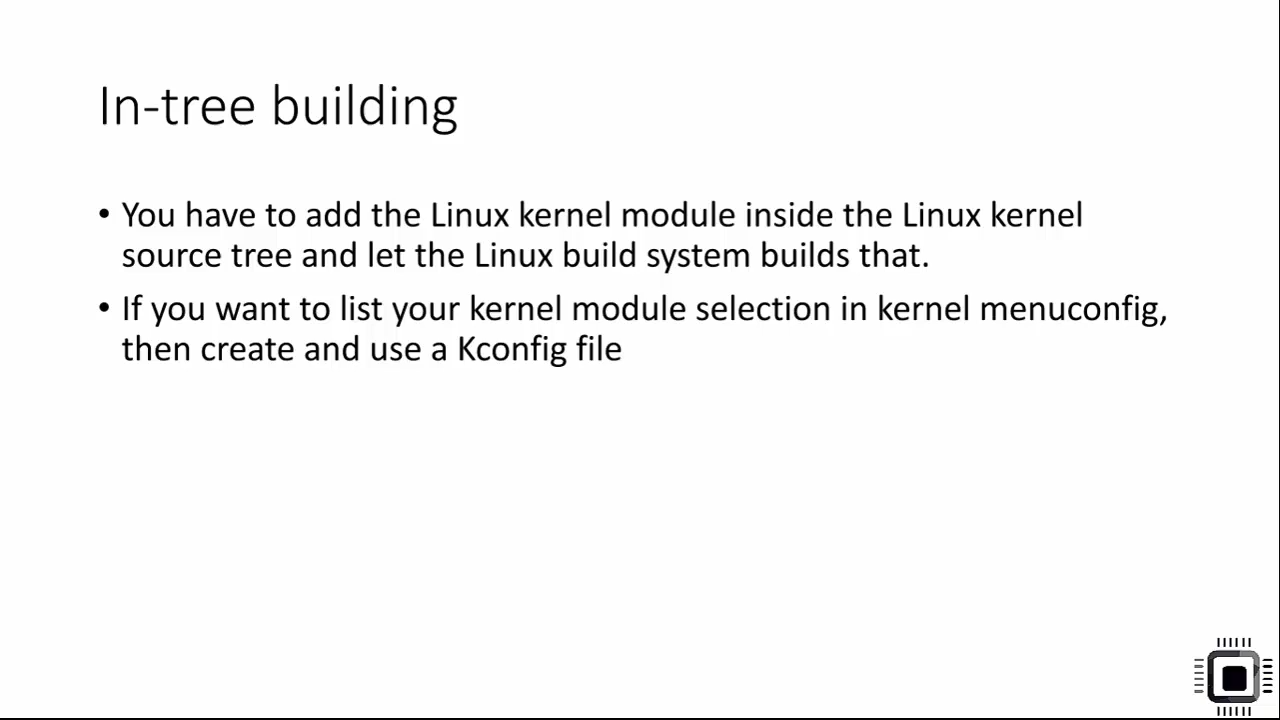 In-tree building
• You have to add the Linux kernel module inside the Linux kernel
source tree and let the Linux build system builds that.
• If you want to list your kernel module selection in kernel menuconfig,
then create and use a Kconfig file